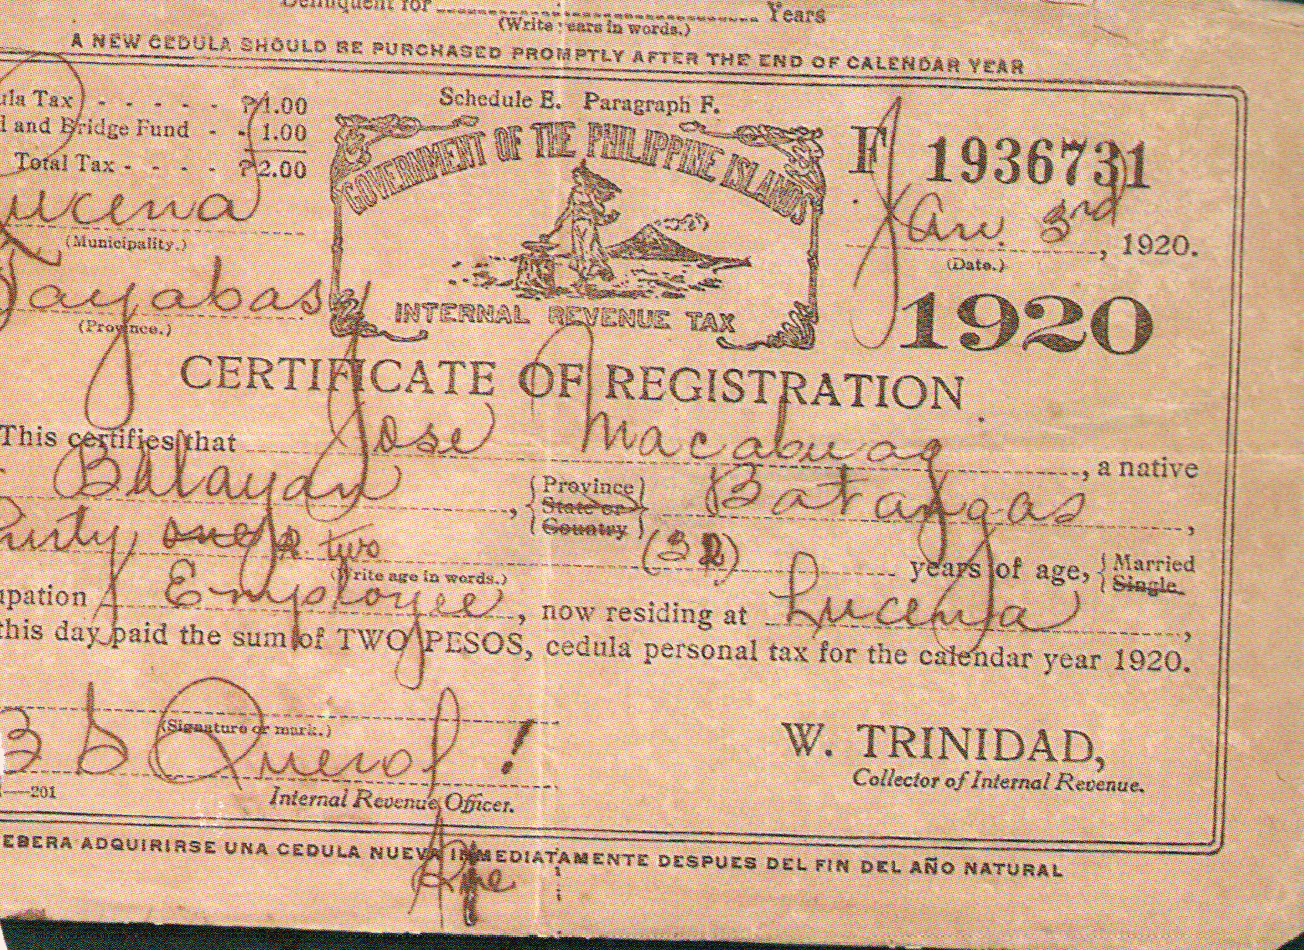 Delinquent for Years
(Write years in words.)
A NEW CEDULA SHOULD BE PURCHASED PROMPTLY AFTER THE END OF CALENDAR YEAR
ula Tax - - - - - ₱1.00
d and Bridge Fund - - 1.00
Total Tax - - - - ₱2.00
Schedule E. Paragraph F.
GOVERNMENT OF THE PHILIPPINE ISLANDS
INTERNAL REVENUE TAX
F 1936731
Jan. 3rd, 1920.
(Date.)
1920
Lucena
(Municipality.)
Tayabas
(Province.)
CERTIFICATE OF REGISTRATION
This certifies that Jose Macabuag, a native
Balayan, {Province State or Country} Batangas,
thirty one two (32) years of age, {Married Single
(Write age in words.)
upation Employee, now residing at Lucena,
this day paid the sum of TWO PESOS, cedula personal tax for the calendar year 1920.
(Signature or mark.)
B b Querol
W. TRINIDAD,
Collector of Internal Revenue.
—201
Internal Revenue Officer.
EBERA ADQUIRIRSE UNA CEDULA NUEVA INMEDIATAMENTE DESPUES DEL FIN DEL AÑO NATURAL